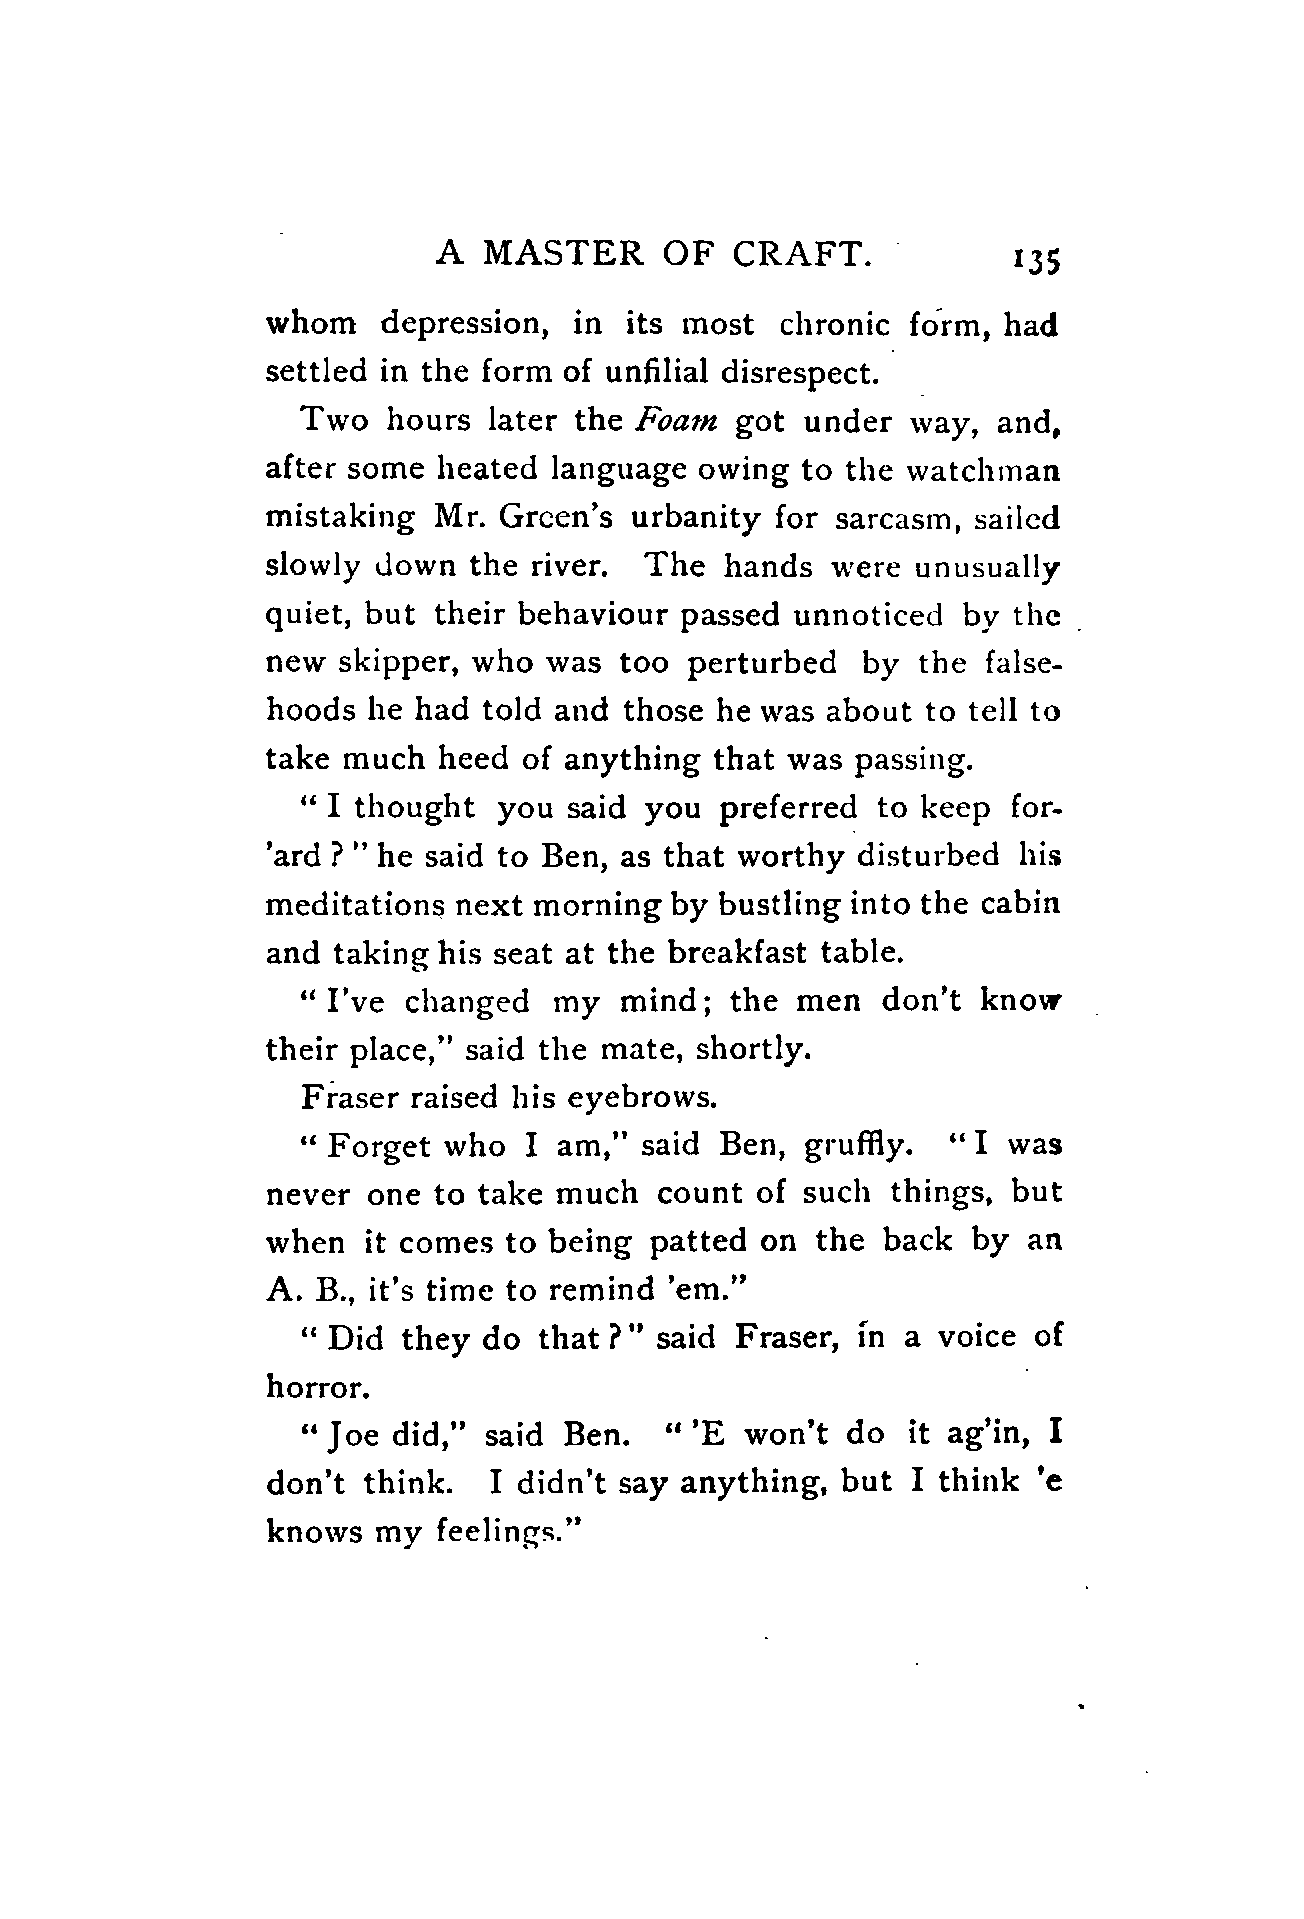 A MASTER OF CRAFT. 135
whom depression, in its most chronic form, had
settled in the form of unfilial disrespect.
Two hours later the Foam got under way, and,
after some heated language owing to the watchman
mistaking Mr. Green's urbanity for sarcasm, sailed
slowly down the river. The hands were unusually
quiet, but their behaviour passed unnoticed by the
new skipper, who was too perturbed by the false-
hoods he had told and those he was about to tell to
take much heed of anything that was passing.
" I thought you said you preferred to keep for-
'ard ? " he said to Ben, as that worthy disturbed his
meditations next morning by bustling into the cabin
and taking his seat at the breakfast table.
" I've changed my mind; the men don't know
their place," said the mate, shortly.
Fraser raised his eyebrows.
" Forget who I am," said Ben, gruffly. " I was
never one to take much count of such things, but
when it comes to being patted on the back by an
A. B., it's time to remind 'em."
" Did they do that ? " said Fraser, in a voice of
horror.
" Joe did," said Ben. " 'E won't do it ag'in, I
don't think. I didn't say anything, but I think 'e
knows my feelings."